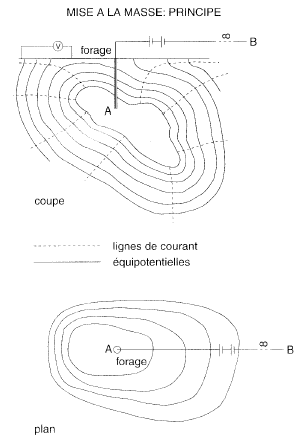 MISE A LA MASSE: PRINCIPE
V
∞
B
forage
A
coupe
lignes de courant
équipotentielles
∞
A
B
forage
plan